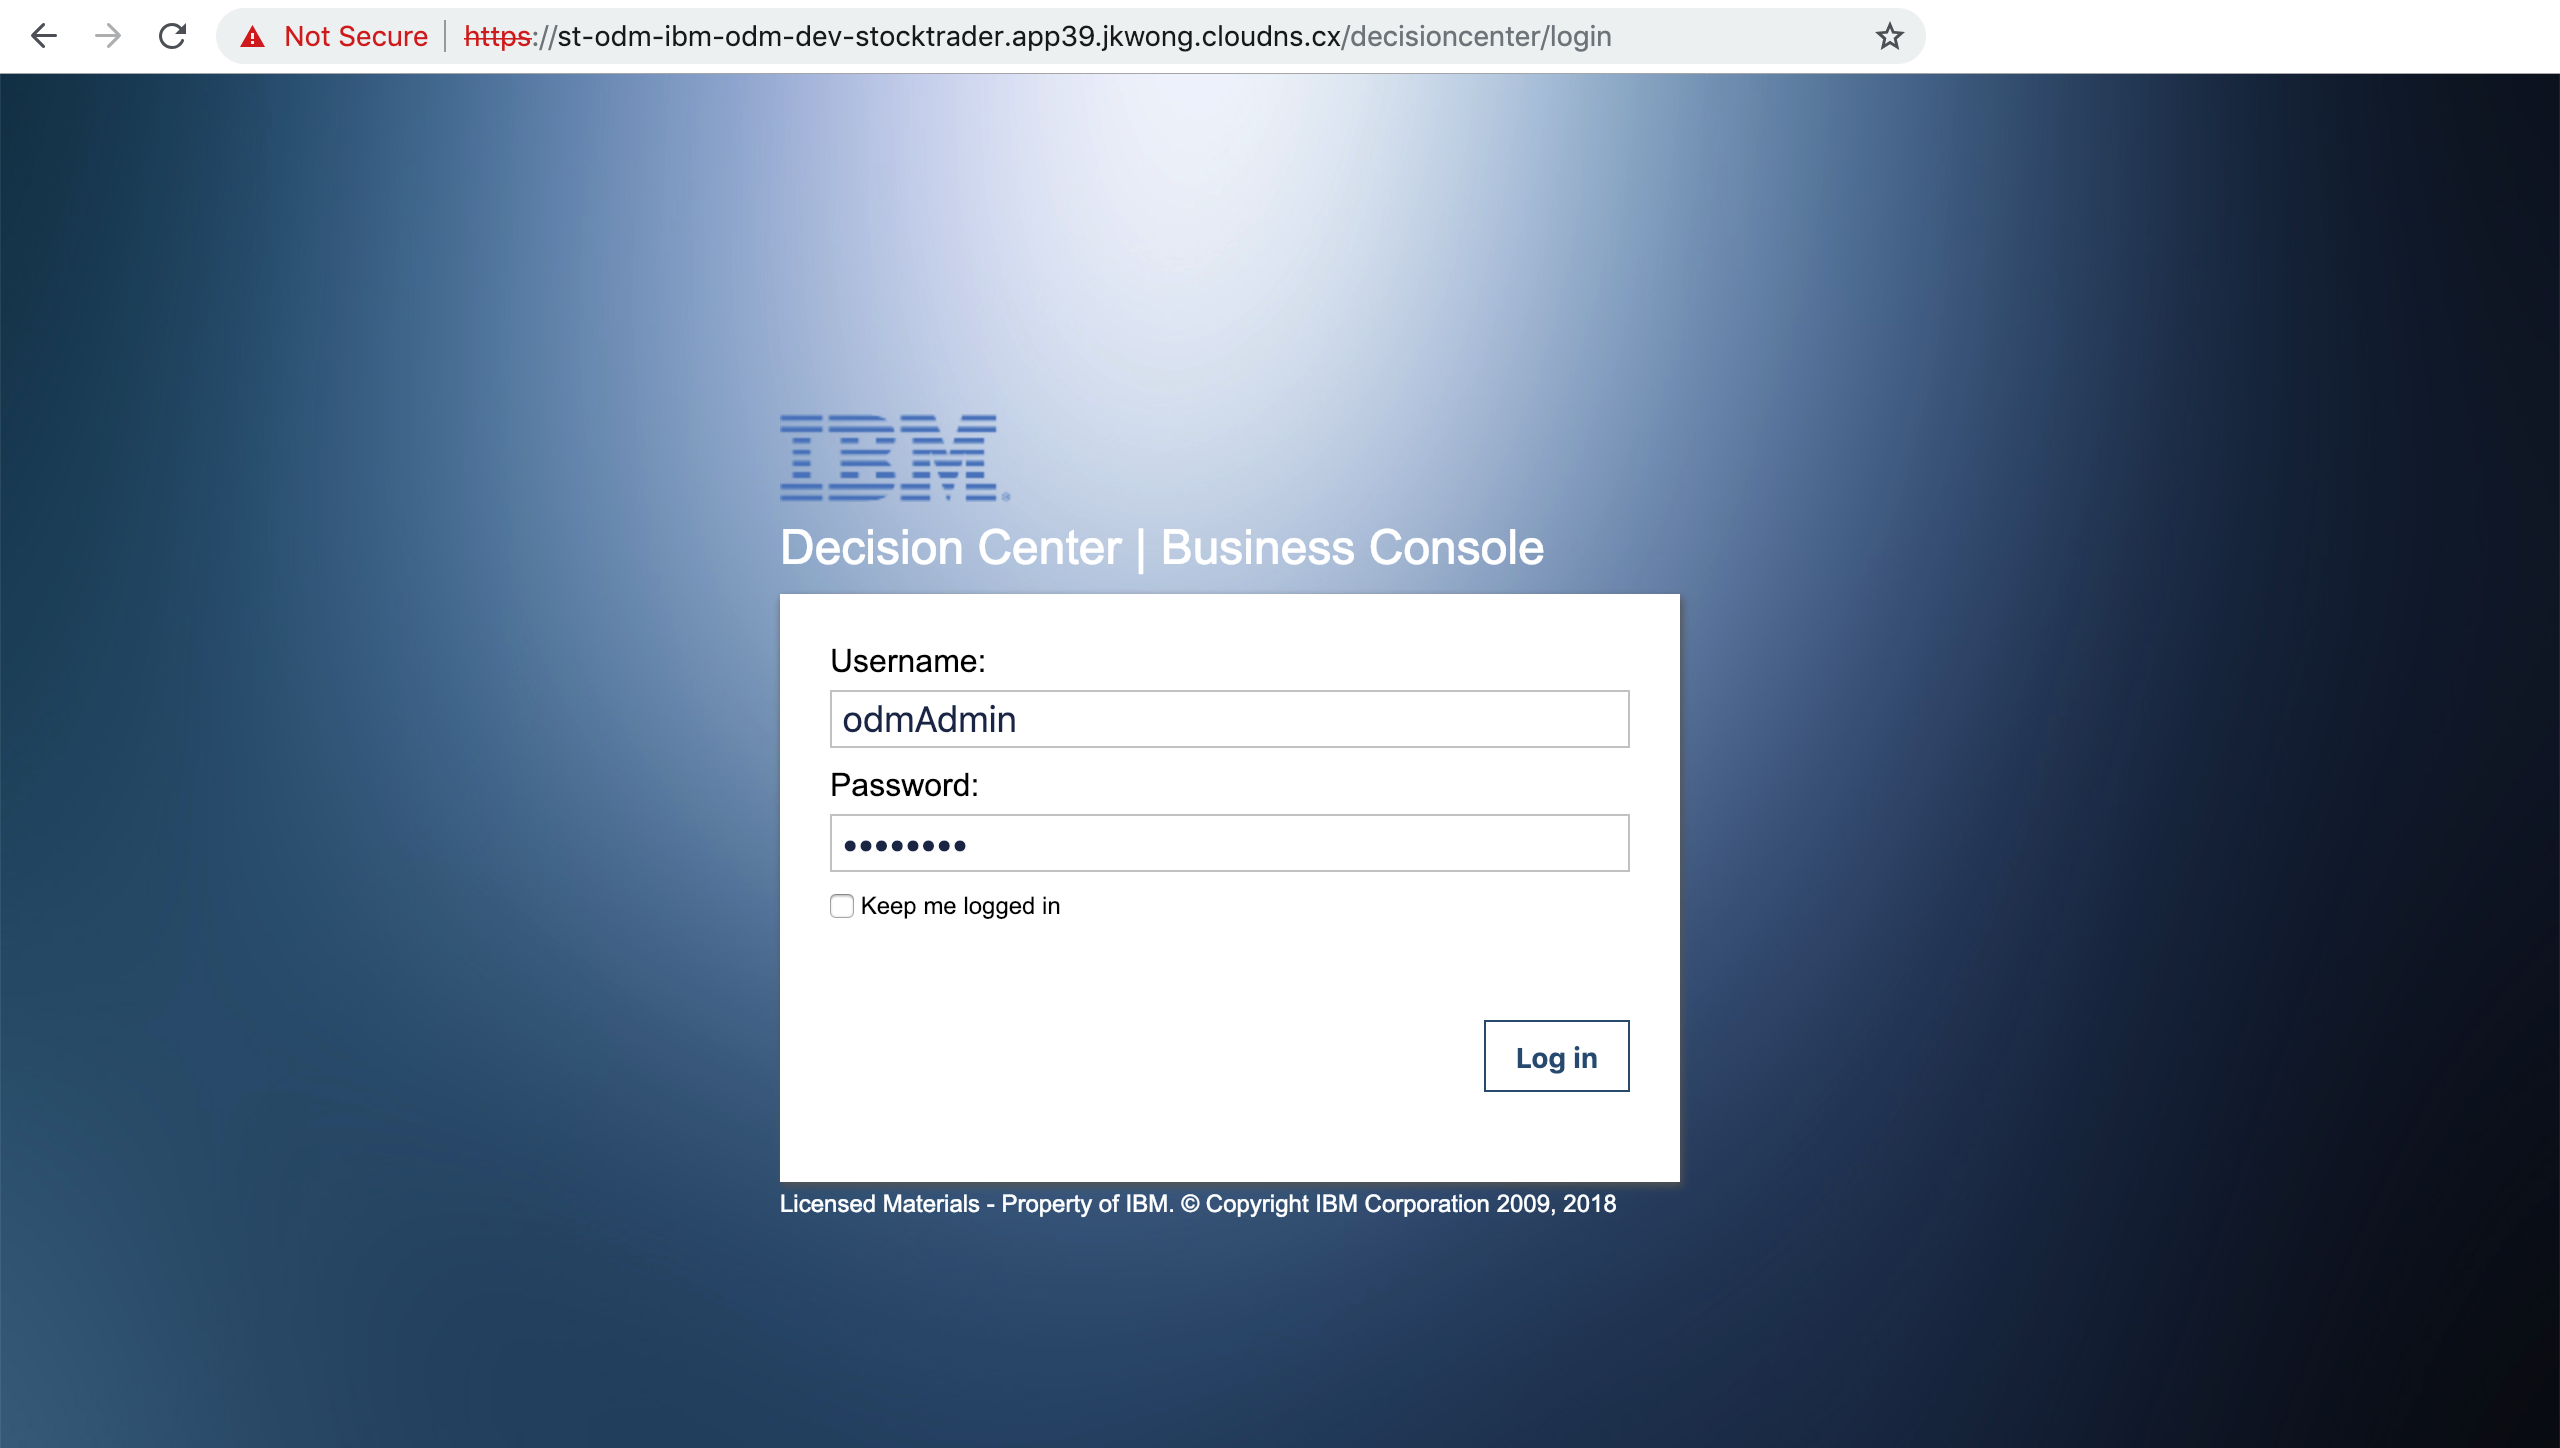 Not Secure https://st-odm-ibm-odm-dev-stocktrader.app39.jkwong.cloudns.cx/decisioncenter/login
IBM®
Decision Center | Business Console
Username:
odmAdmin
Password:
••••••••
Keep me logged in
Log in
Licensed Materials - Property of IBM. © Copyright IBM Corporation 2009, 2018